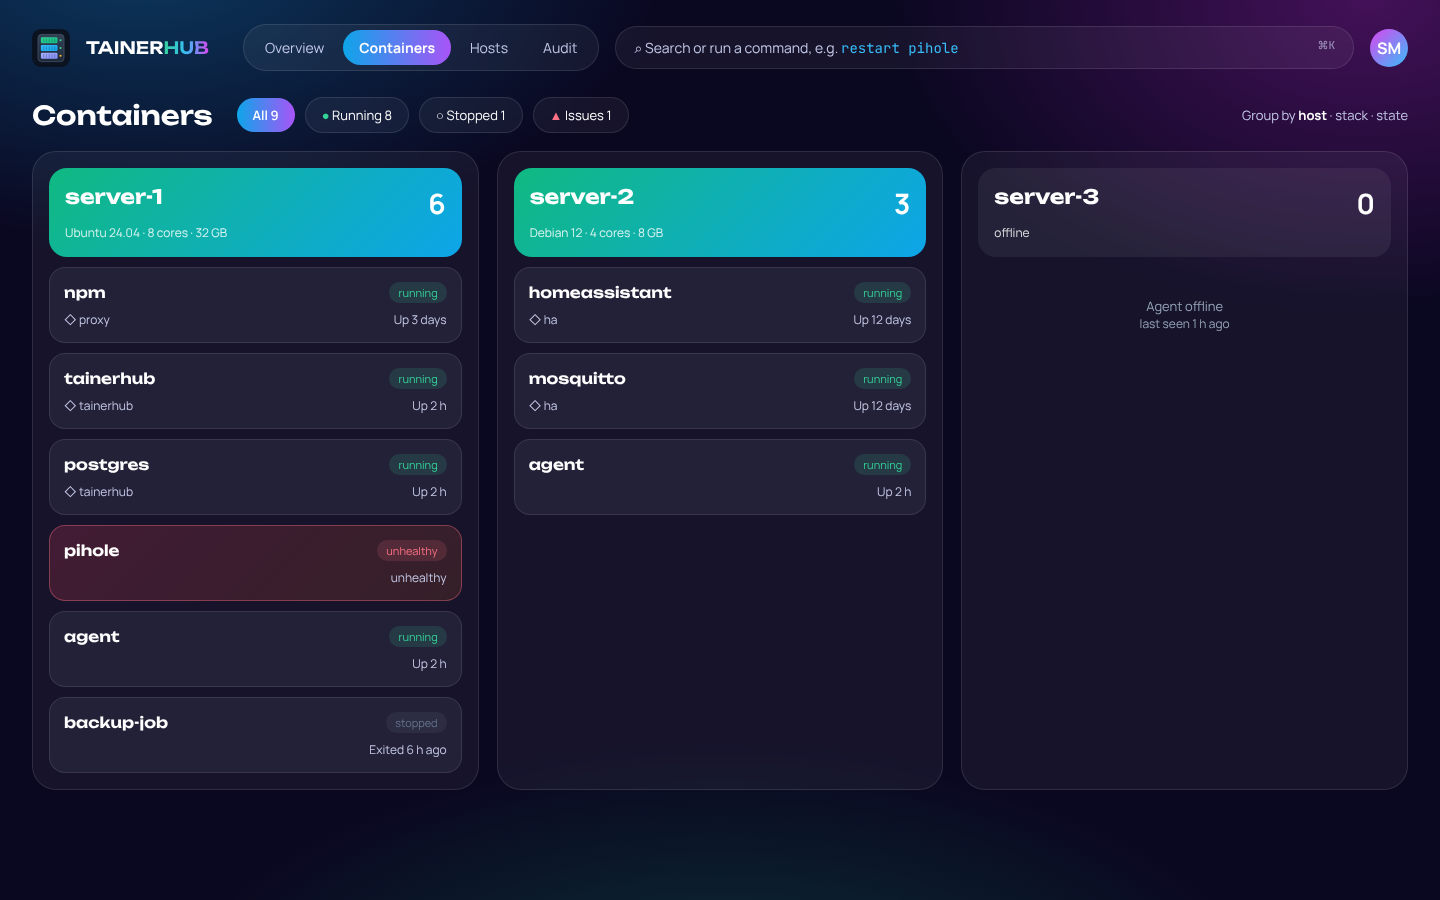 TAINERHUB
Overview
Containers
Hosts
Audit
⌕ Search or run a command, e.g. restart pihole
⌘K
SM
Containers
All 9
● Running 8
○ Stopped 1
▲ Issues 1
Group by host · stack · state
server-1
6
Ubuntu 24.04 · 8 cores · 32 GB
npm
running
◇ proxy
Up 3 days
tainerhub
running
◇ tainerhub
Up 2 h
postgres
running
◇ tainerhub
Up 2 h
pihole
unhealthy
unhealthy
agent
running
Up 2 h
backup-job
stopped
Exited 6 h ago
server-2
3
Debian 12 · 4 cores · 8 GB
homeassistant
running
◇ ha
Up 12 days
mosquitto
running
◇ ha
Up 12 days
agent
running
Up 2 h
server-3
0
offline
Agent offline
last seen 1 h ago